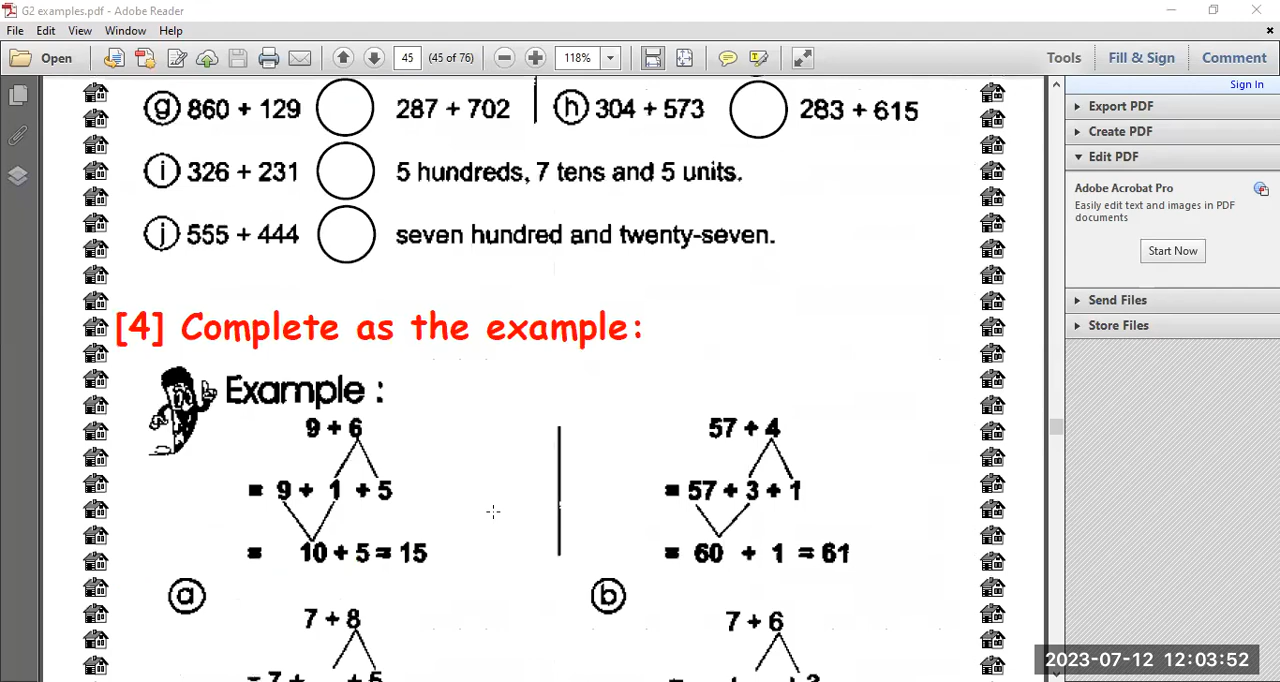 G2 examples.pdf - Adobe Reader
File Edit View Window Help
Open 45 (45 of 76) 118% Tools Fill & Sign Comment
Sign In
Export PDF
Create PDF
Edit PDF
Adobe Acrobat Pro
Easily edit text and images in PDF
documents
Start Now
Send Files
Store Files
g 860 + 129 287 + 702 h 304 + 573 283 + 615
i 326 + 231 5 hundreds, 7 tens and 5 units.
j 555 + 444 seven hundred and twenty-seven.
[4] Complete as the example:
Example :
9 + 6 57 + 4
= 9 + 1 + 5 = 57 + 3 + 1
= 10 + 5 = 15 = 60 + 1 = 61
a b
7 + 8 7 + 6
2023-07-12 12:03:52